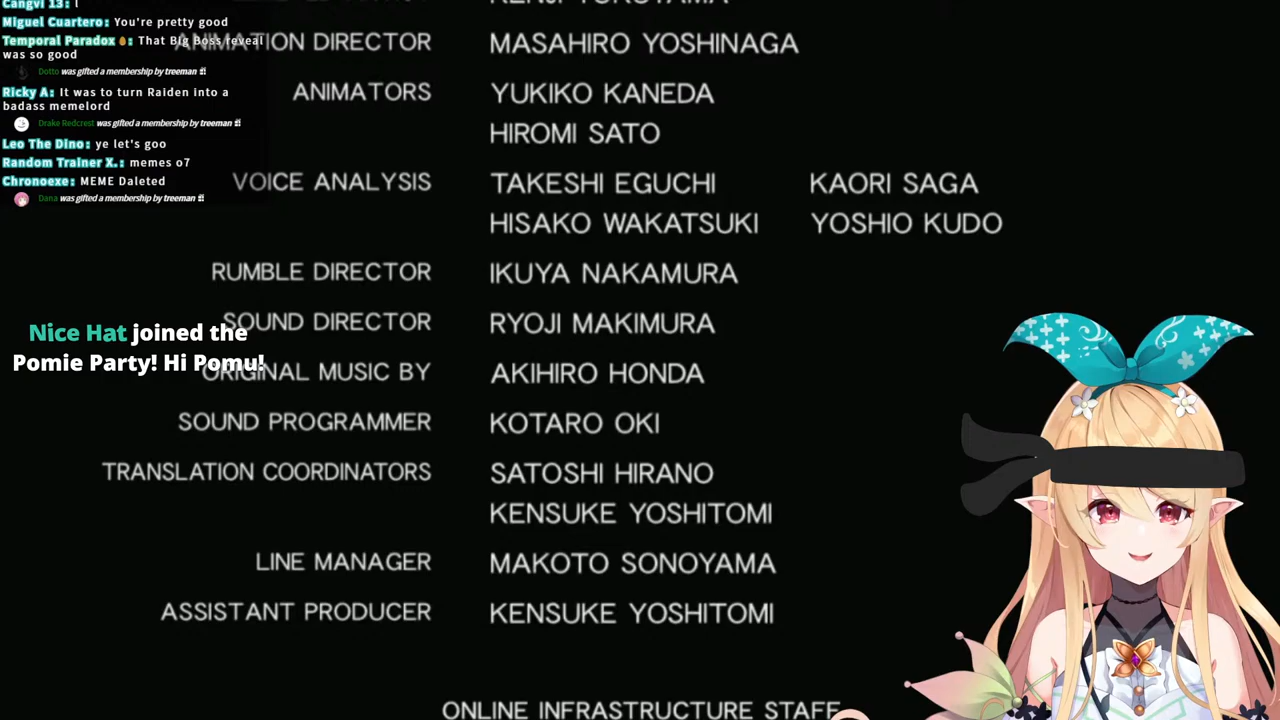 Cangvi 13:
Miguel Cuartero: You're pretty good
Temporal Paradox: That Big Boss reveal
was so good
Dotto was gifted a membership by treeman
Ricky A: It was to turn Raiden into a
badass memelord
Drake Redcrest was gifted a membership by treeman
Leo The Dino: ye let's goo
Random Trainer X.: memes o7
Chronoexe: MEME Daleted
Dana was gifted a membership by treeman
Nice Hat joined the
Pomie Party! Hi Pomu!
KENJI YOKOYAMA
ANIMATION DIRECTOR MASAHIRO YOSHINAGA
ANIMATORS YUKIKO KANEDA
HIROMI SATO
VOICE ANALYSIS TAKESHI EGUCHI KAORI SAGA
HISAKO WAKATSUKI YOSHIO KUDO
RUMBLE DIRECTOR IKUYA NAKAMURA
SOUND DIRECTOR RYOJI MAKIMURA
ORIGINAL MUSIC BY AKIHIRO HONDA
SOUND PROGRAMMER KOTARO OKI
TRANSLATION COORDINATORS SATOSHI HIRANO
KENSUKE YOSHITOMI
LINE MANAGER MAKOTO SONOYAMA
ASSISTANT PRODUCER KENSUKE YOSHITOMI
ONLINE INFRASTRUCTURE STAFF